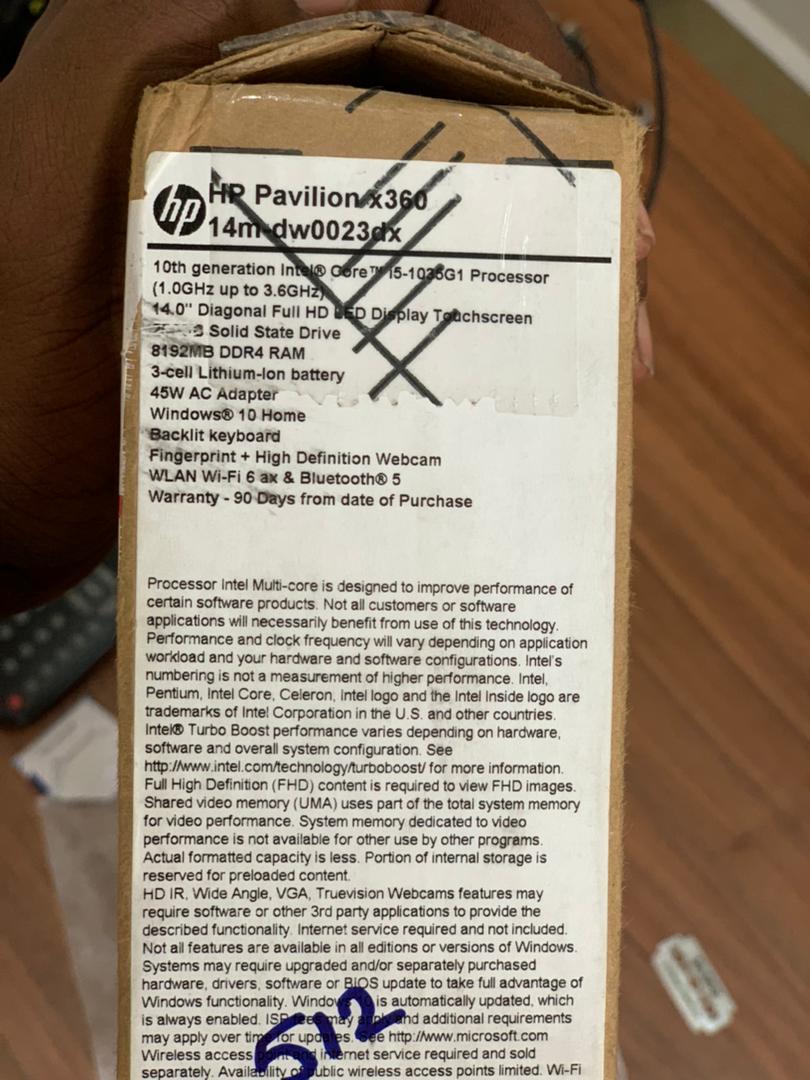 hp
HP Pavilion x360
14m-dw0023dx
10th generation Intel® Core™ i5-1035G1 Processor
(1.0GHz up to 3.6GHz)
14.0" Diagonal Full HD LED Display Touchscreen
Solid State Drive
8192MB DDR4 RAM
3-cell Lithium-Ion battery
45W AC Adapter
Windows® 10 Home
Backlit keyboard
Fingerprint + High Definition Webcam
WLAN Wi-Fi 6 ax & Bluetooth® 5
Warranty - 90 Days from date of Purchase
Processor Intel Multi-core is designed to improve performance of
certain software products. Not all customers or software
applications will necessarily benefit from use of this technology.
Performance and clock frequency will vary depending on application
workload and your hardware and software configurations. Intel's
numbering is not a measurement of higher performance. Intel,
Pentium, Intel Core, Celeron, Intel logo and the Intel Inside logo are
trademarks of Intel Corporation in the U.S. and other countries.
Intel® Turbo Boost performance varies depending on hardware,
software and overall system configuration. See
http://www.intel.com/technology/turboboost/ for more information.
Full High Definition (FHD) content is required to view FHD images.
Shared video memory (UMA) uses part of the total system memory
for video performance. System memory dedicated to video
performance is not available for other use by other programs.
Actual formatted capacity is less. Portion of internal storage is
reserved for preloaded content.
HD IR, Wide Angle, VGA, Truevision Webcams features may
require software or other 3rd party applications to provide the
described functionality. Internet service required and not included.
Not all features are available in all editions or versions of Windows.
Systems may require upgraded and/or separately purchased
hardware, drivers, software or BIOS update to take full advantage of
Windows functionality. Windows 10 is automatically updated, which
is always enabled. ISP fees may apply and additional requirements
may apply over time for updates. See http://www.microsoft.com
Wireless access point and internet service required and sold
separately. Availability of public wireless access points limited. Wi-Fi
512